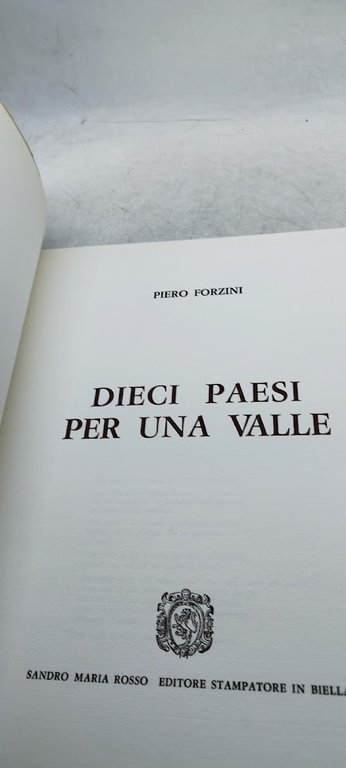 PIERO FORZINI
DIECI PAESI
PER UNA VALLE
SANDRO MARIA ROSSO EDITORE STAMPATORE IN BIELLA